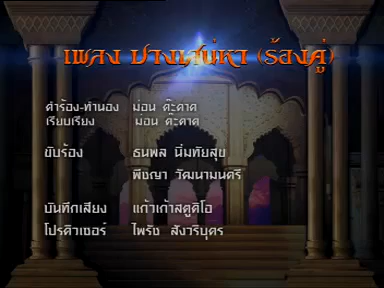 เพลง ปางเสน่หา (ร้องคู่)
คำร้อง-ทำนอง ม่อน ต๊ะตาด
เรียบเรียง ม่อน ต๊ะตาด
ขับร้อง ธนพล นิ่มทัยสุข
พิชญา วัฒนามนตรี
บันทึกเสียง แก้วเก้าสตูดิโอ
โปรดิวเซอร์ ไพรัช สังวริบุตร